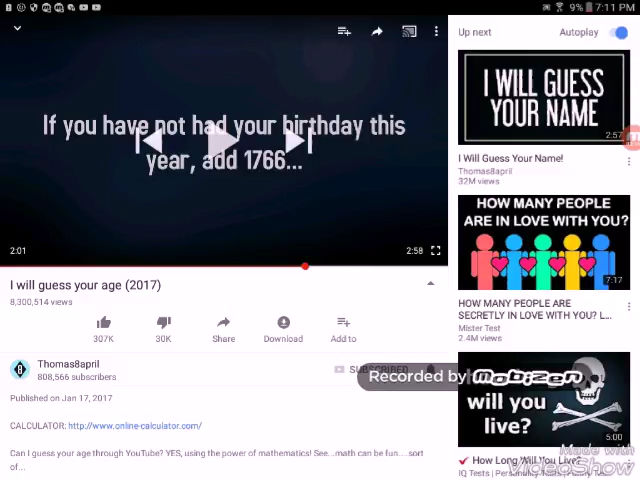 9% 7:11 PM
If you have not had your birthday this
year, add 1766...
2:01
2:58
I will guess your age (2017)
8,300,514 views
307K
30K
Share
Download
Add to
Thomas8april
808,566 subscribers
SUBSCRIBED
Recorded by
mobizen
Published on Jan 17, 2017
CALCULATOR: http://www.online-calculator.com/
Can I guess your age through YouTube? YES, using the power of mathematics! See...math can be fun....sort
of...
Up next
Autoplay
I WILL GUESS
YOUR NAME
2:57
I Will Guess Your Name!
Thomas8april
32M views
HOW MANY PEOPLE
ARE IN LOVE WITH YOU?
7:17
HOW MANY PEOPLE ARE
SECRETLY IN LOVE WITH YOU? L...
Mister Test
2.4M views
will you
live?
5:00
Made with
VideoShow
How Long Will You Live?
IQ Tests | Personality Tests